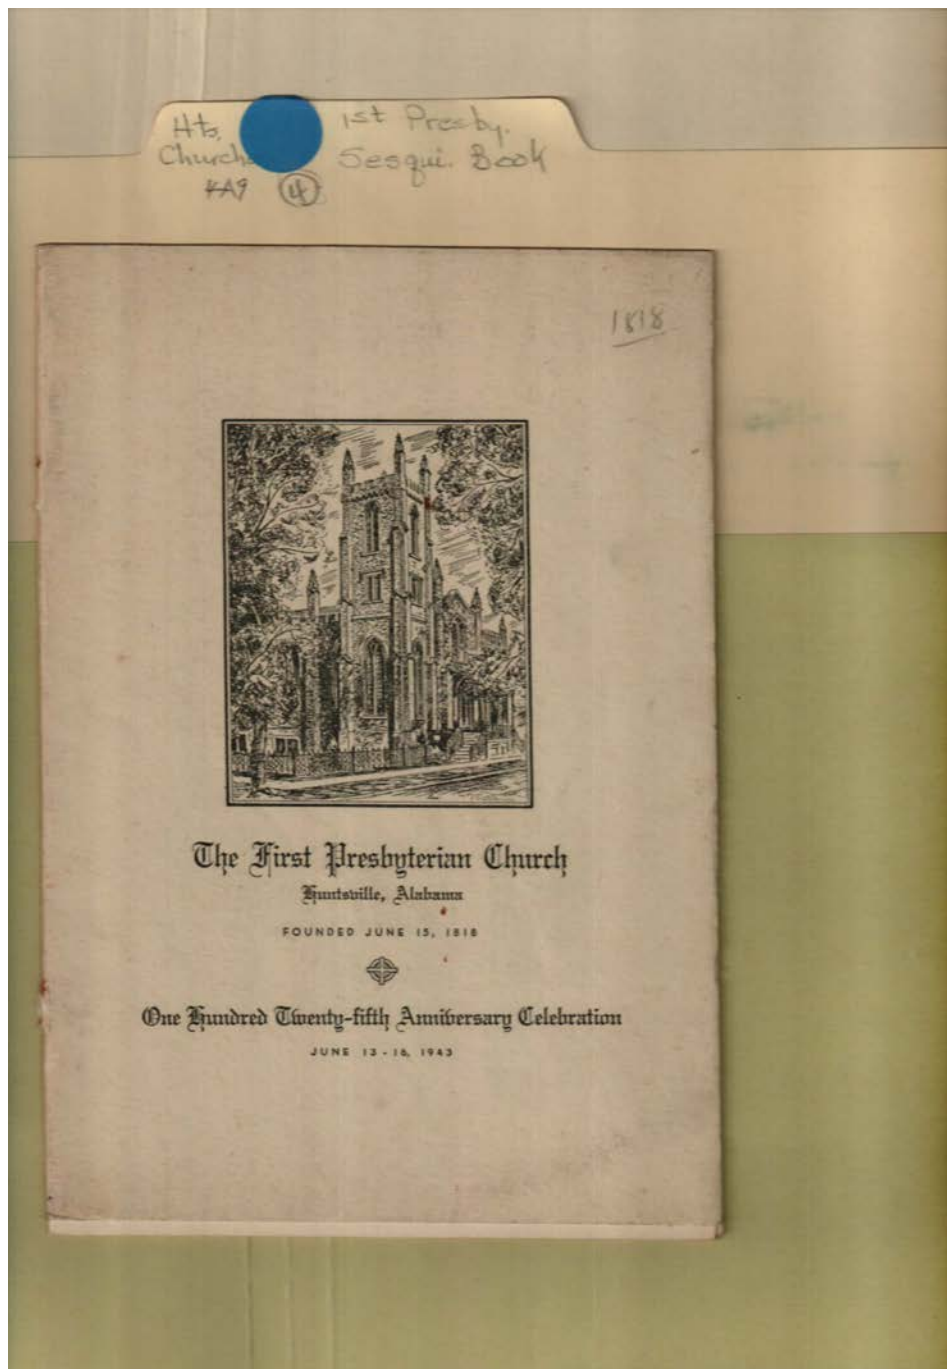 Hts. 1st Presby.
Church Sesqui. Book
4
1818
The First Presbyterian Church
Huntsville, Alabama
FOUNDED JUNE 15, 1818
One Hundred Twenty-fifth Anniversary Celebration
JUNE 13 - 16, 1943